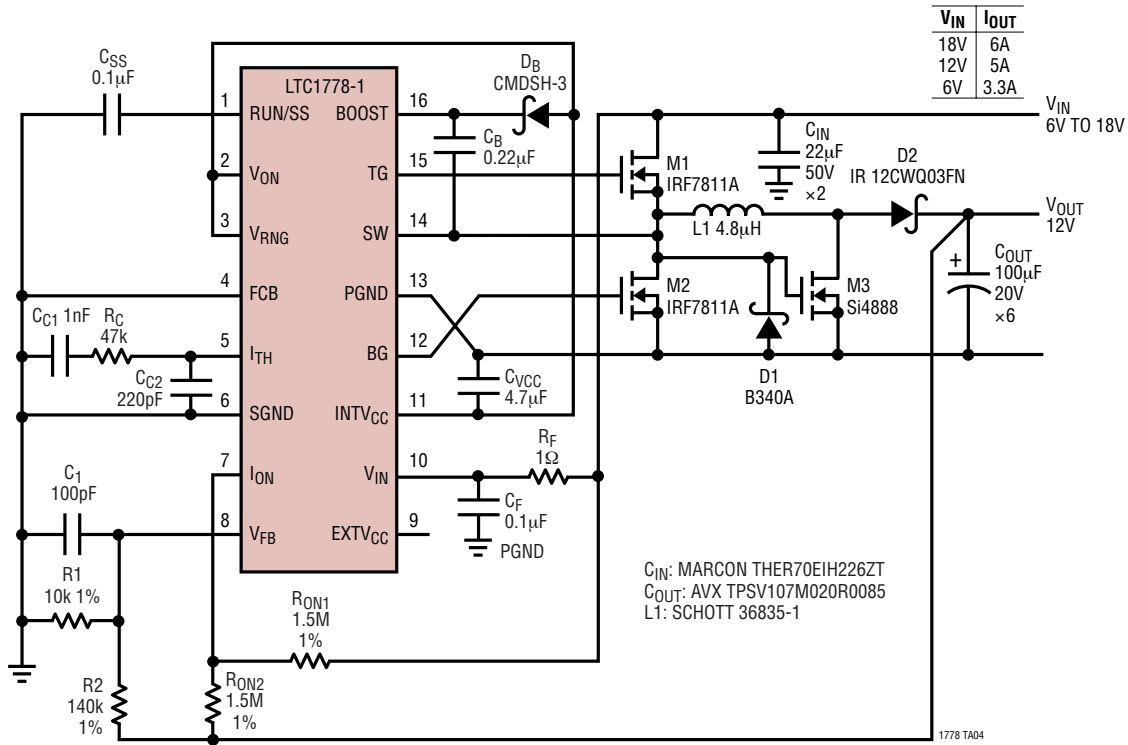 VIN IOUT
18V 6A
12V 5A
6V 3.3A
CSS
0.1µF
LTC1778-1
DB
CMDSH-3
1 RUN/SS BOOST 16
2 VON TG 15
3 VRNG SW 14
4 FCB PGND 13
5 ITH BG 12
6 SGND INTVCC 11
7 ION VIN 10
8 VFB EXTVCC 9
CB
0.22µF
M1
IRF7811A
CIN
22µF
50V
×2
VIN
6V TO 18V
D2
IR 12CWQ03FN
L1 4.8µH
VOUT
12V
M2
IRF7811A
M3
Si4888
+
COUT
100µF
20V
×6
D1
B340A
CC1 1nF
RC
47k
CC2
220pF
CVCC
4.7µF
RF
1Ω
CF
0.1µF
PGND
C1
100pF
R1
10k 1%
RON1
1.5M
1%
RON2
1.5M
1%
R2
140k
1%
CIN: MARCON THER70EIH226ZT
COUT: AVX TPSV107M020R0085
L1: SCHOTT 36835-1
1778 TA04